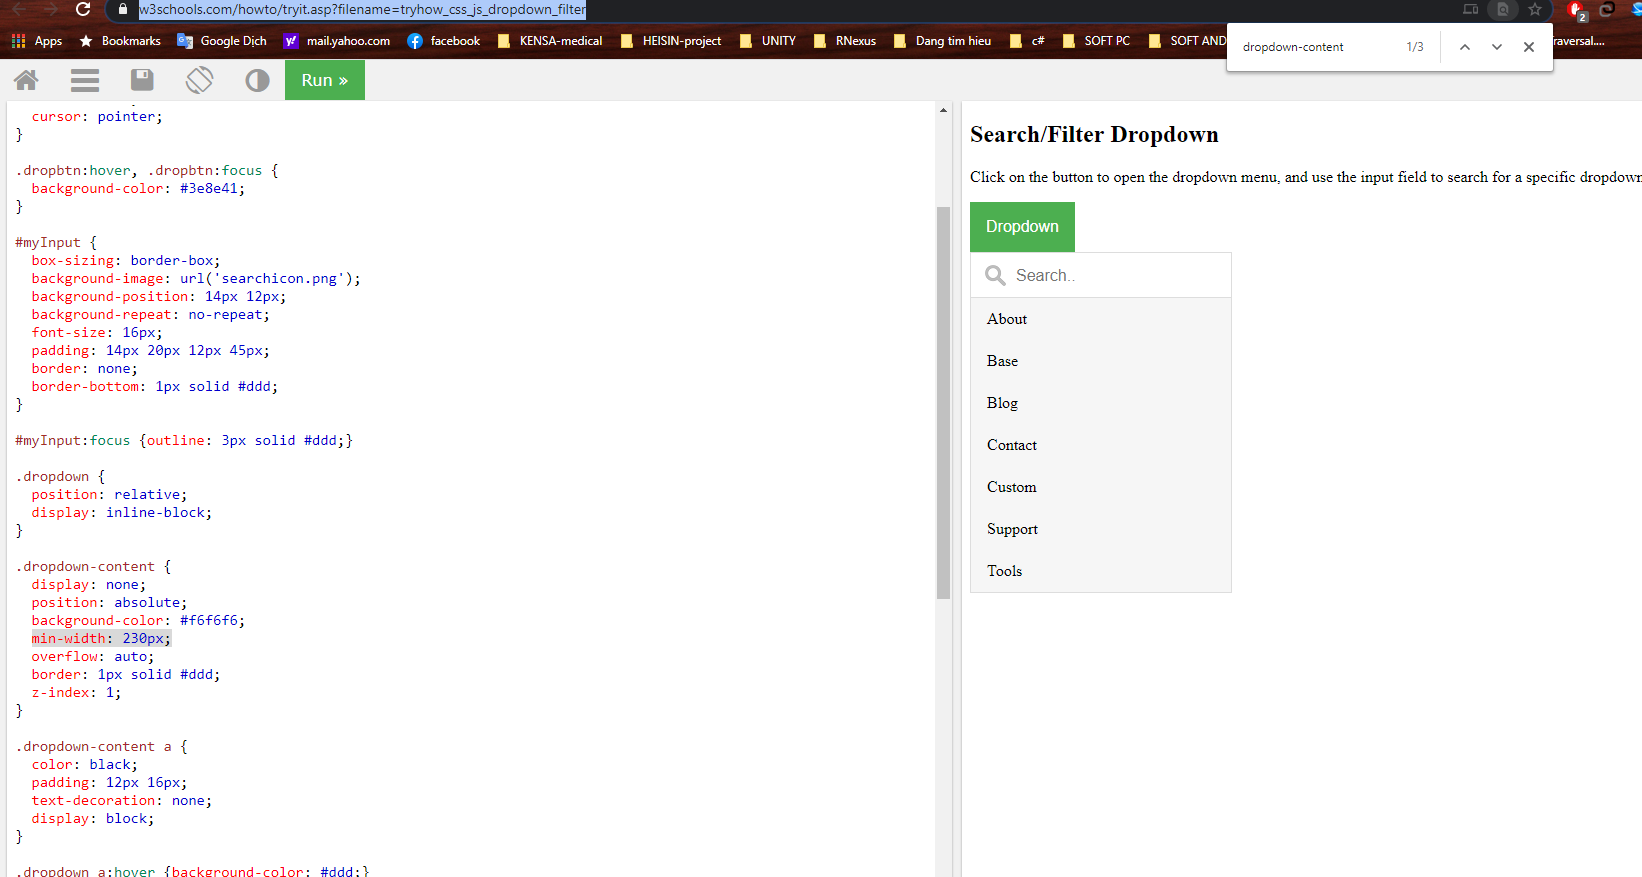 w3schools.com/howto/tryit.asp?filename=tryhow_css_js_dropdown_filter
2
Apps Bookmarks Google Dịch mail.yahoo.com facebook KENSA-medical HEISIN-project UNITY RNexus Dang tim hieu c# SOFT PC SOFT AND raversal....
dropdown-content 1/3
Run »
cursor: pointer;
}
.dropbtn:hover, .dropbtn:focus {
background-color: #3e8e41;
}
#myInput {
box-sizing: border-box;
background-image: url('searchicon.png');
background-position: 14px 12px;
background-repeat: no-repeat;
font-size: 16px;
padding: 14px 20px 12px 45px;
border: none;
border-bottom: 1px solid #ddd;
}
#myInput:focus {outline: 3px solid #ddd;}
.dropdown {
position: relative;
display: inline-block;
}
.dropdown-content {
display: none;
position: absolute;
background-color: #f6f6f6;
min-width: 230px;
overflow: auto;
border: 1px solid #ddd;
z-index: 1;
}
.dropdown-content a {
color: black;
padding: 12px 16px;
text-decoration: none;
display: block;
}
.dropdown a:hover {background-color: #ddd;}
Search/Filter Dropdown
Click on the button to open the dropdown menu, and use the input field to search for a specific dropdown
Dropdown
Search..
About
Base
Blog
Contact
Custom
Support
Tools